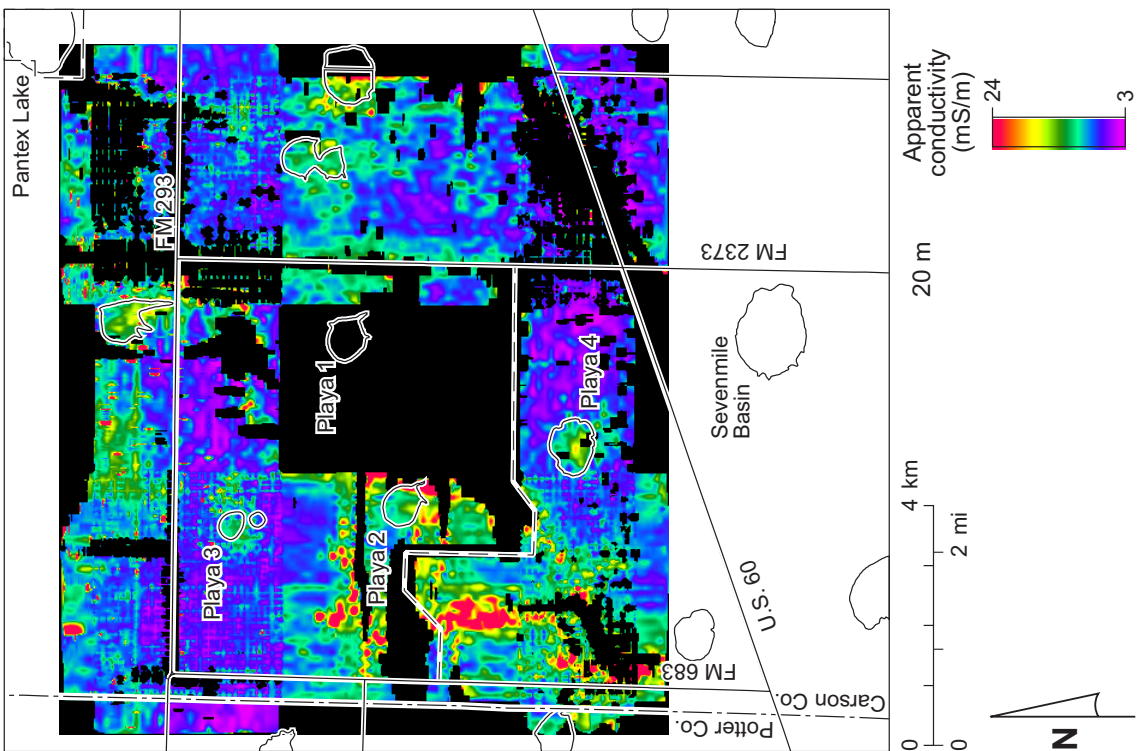 Pantex Lake
FM 293
Playa 1
Playa 3
Playa 2
Playa 4
FM 2373
Sevenmile
Basin
U.S. 60
FM 683
Potter Co.
Carson Co.
Apparent
conductivity
(mS/m)
24
3
20 m
0
4 km
0
2 mi
N